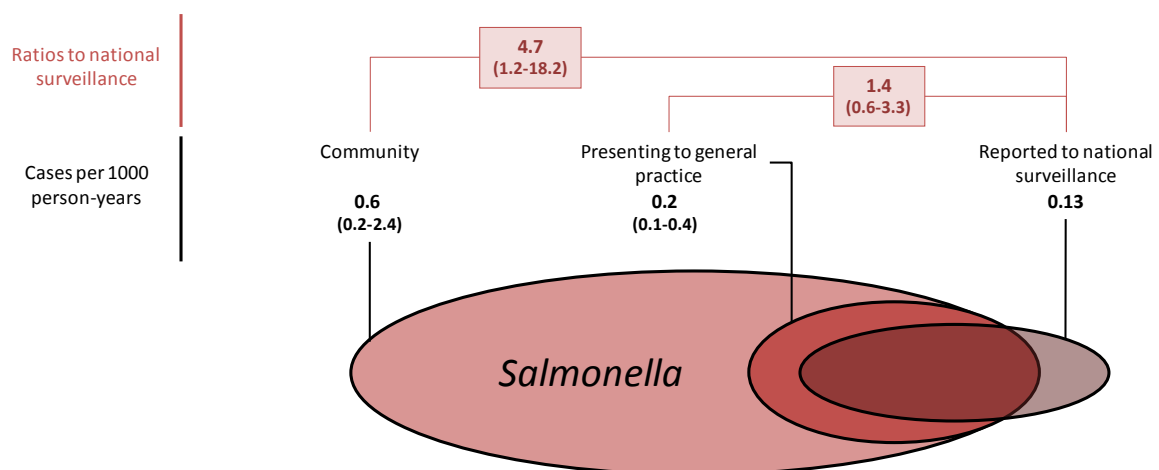 Ratios to national
surveillance
4.7
(1.2-18.2)
1.4
(0.6-3.3)
Cases per 1000
person-years
Community
0.6
(0.2-2.4)
Presenting to general
practice
0.2
(0.1-0.4)
Reported to national
surveillance
0.13
Salmonella